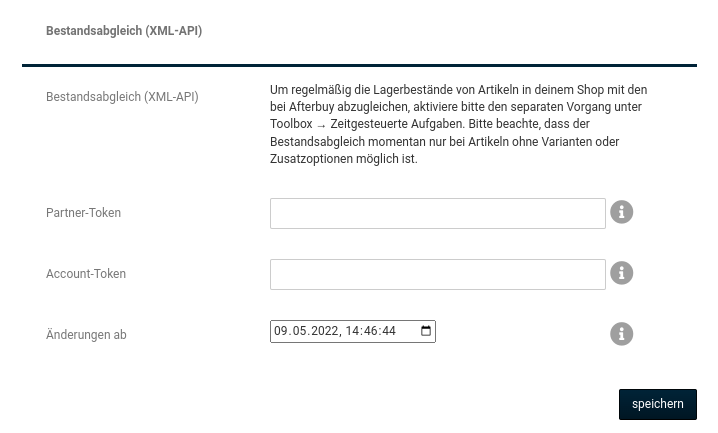 Bestandsabgleich (XML-API)
Bestandsabgleich (XML-API)
Um regelmäßig die Lagerbestände von Artikeln in deinem Shop mit den
bei Afterbuy abzugleichen, aktiviere bitte den separaten Vorgang unter
Toolbox → Zeitgesteuerte Aufgaben. Bitte beachte, dass der
Bestandsabgleich momentan nur bei Artikeln ohne Varianten oder
Zusatzoptionen möglich ist.
Partner-Token
Account-Token
Änderungen ab
09.05.2022, 14:46:44
speichern